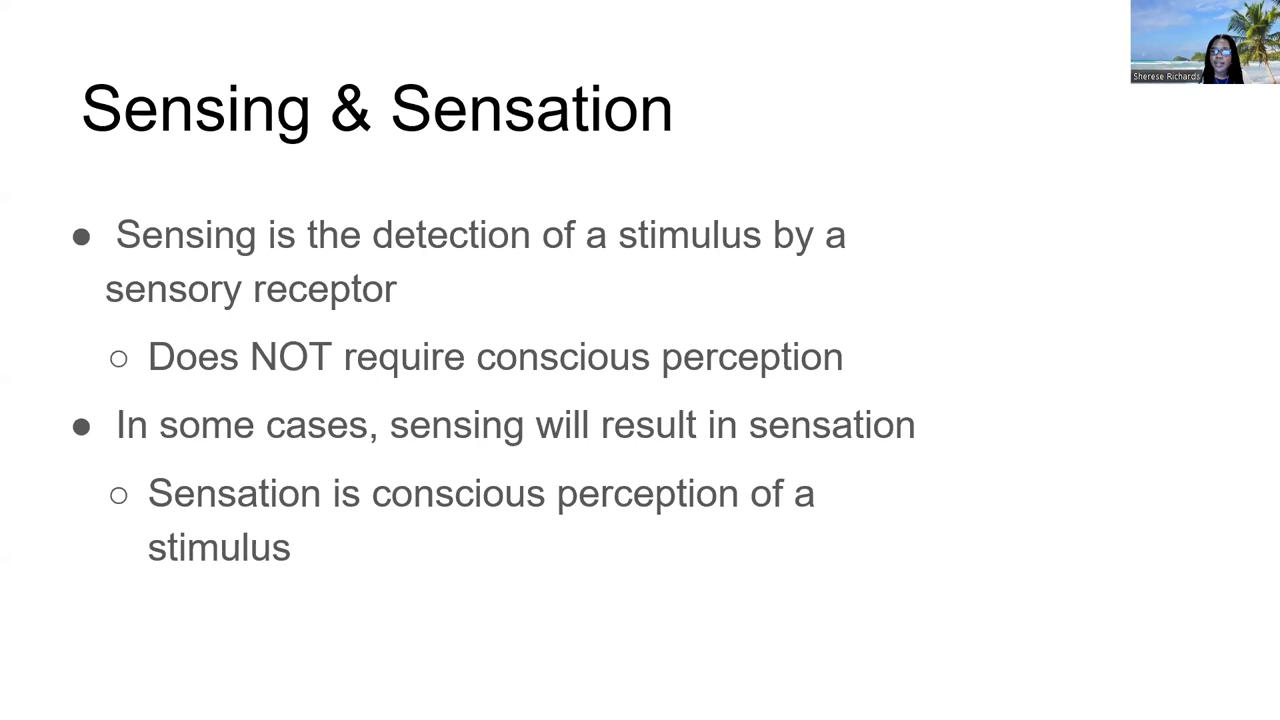 Sherese Richards
Sensing & Sensation
● Sensing is the detection of a stimulus by a
sensory receptor
○ Does NOT require conscious perception
● In some cases, sensing will result in sensation
○ Sensation is conscious perception of a
stimulus